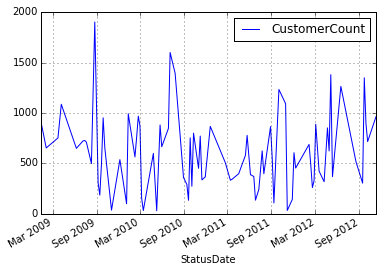 2000
CustomerCount
1500
1000
500
0
Mar 2009
Sep 2009
Mar 2010
Sep 2010
Mar 2011
Sep 2011
Mar 2012
Sep 2012
StatusDate